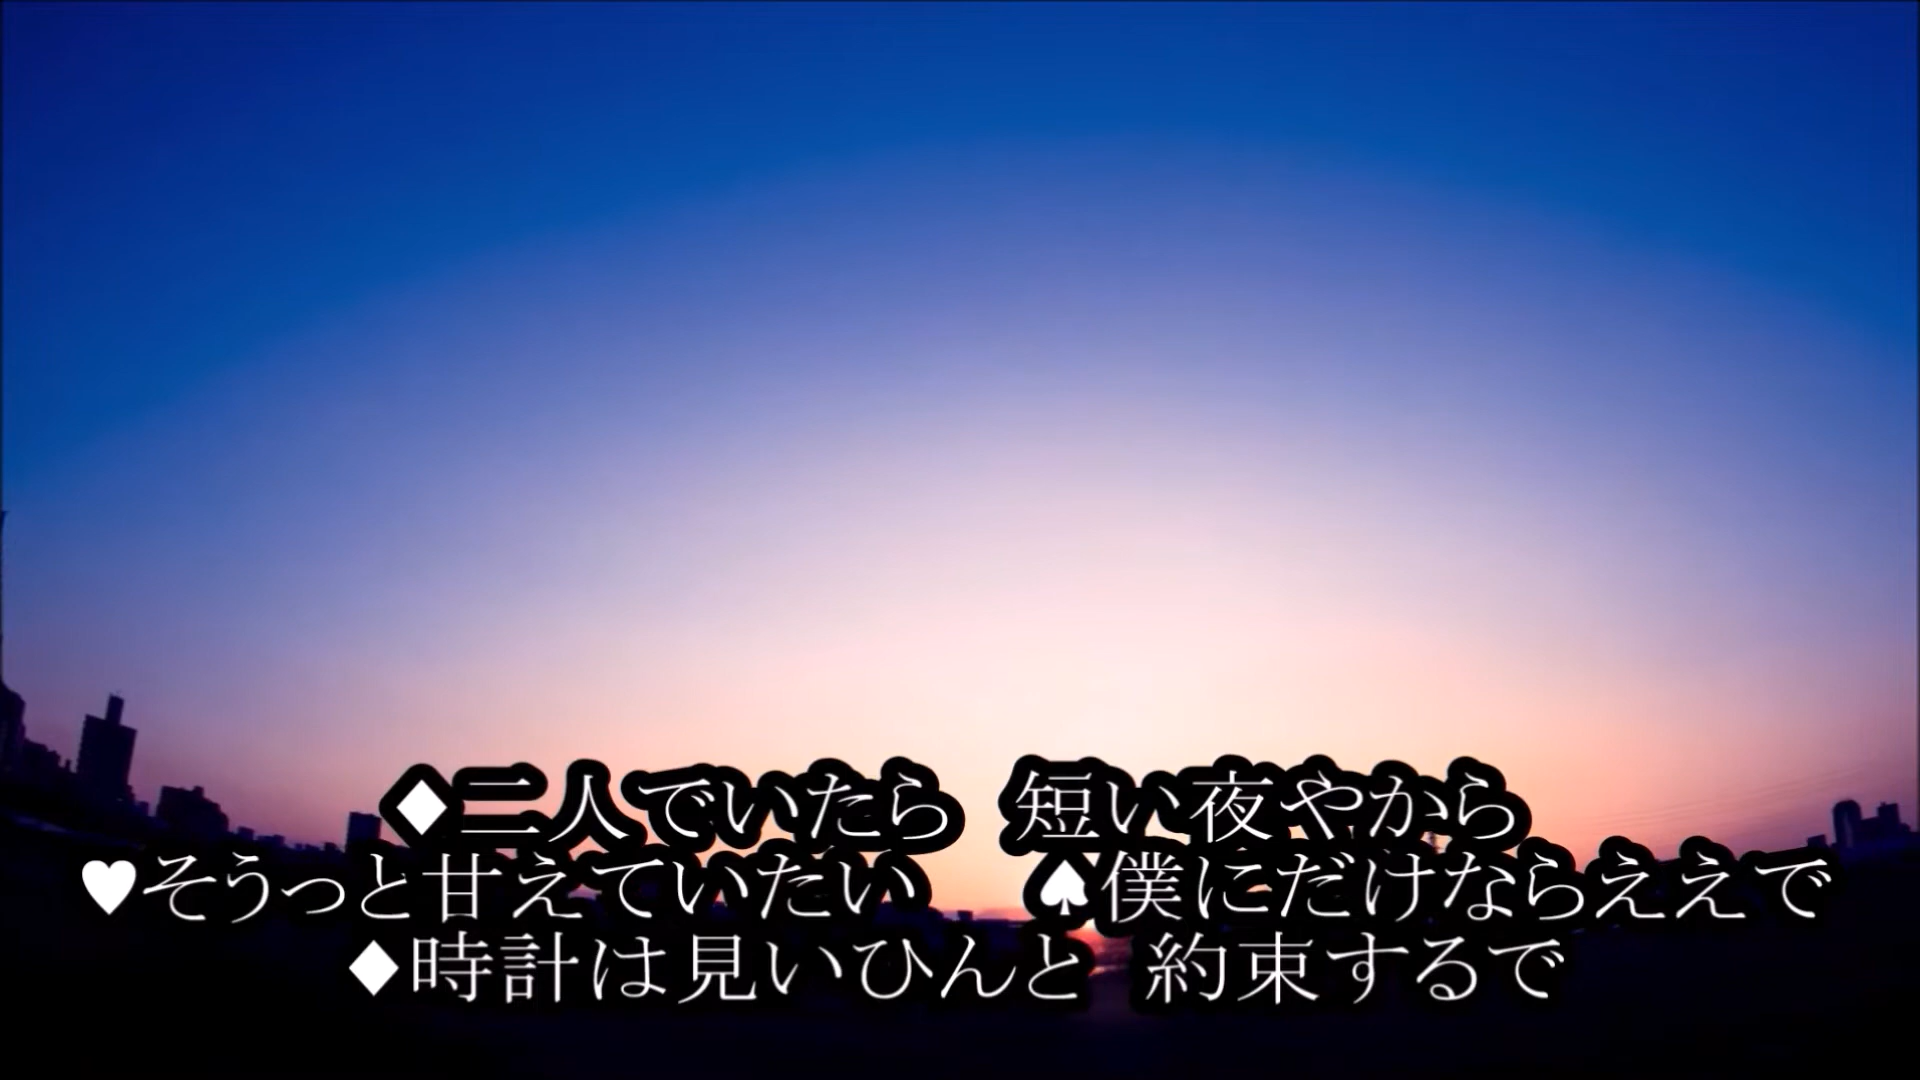 ♦二人でいたら　短い夜やから
♥そうっと甘えていたい　♠僕にだけならええで
♦時計は見いひんと　約束するで